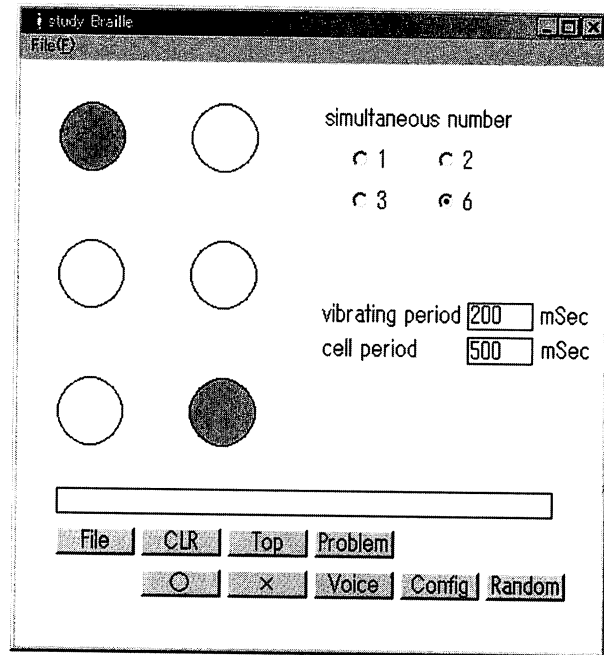 study Braille
File(F)
simultaneous number
1 2
3 6
vibrating period 200 mSec
cell period 500 mSec
File CLR Top Problem
○ × Voice Config Random